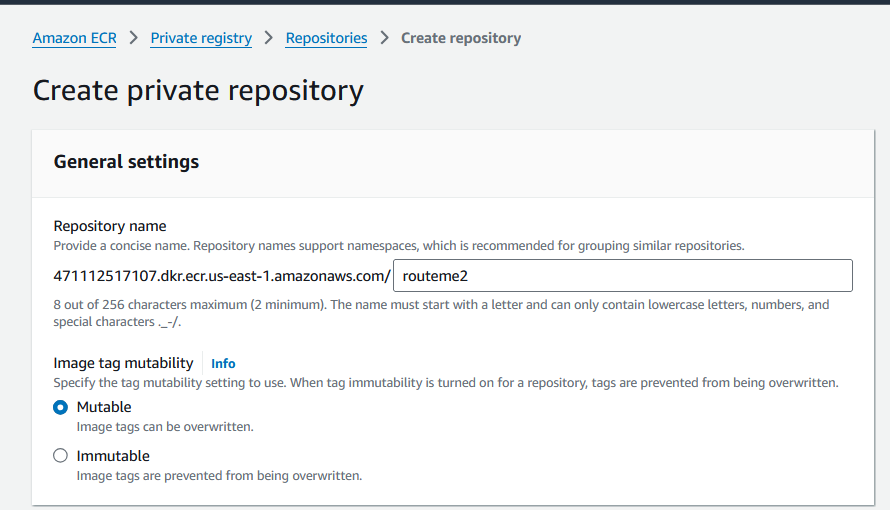 Amazon ECR > Private registry > Repositories > Create repository
Create private repository
General settings
Repository name
Provide a concise name. Repository names support namespaces, which is recommended for grouping similar repositories.
471112517107.dkr.ecr.us-east-1.amazonaws.com/ routeme2
8 out of 256 characters maximum (2 minimum). The name must start with a letter and can only contain lowercase letters, numbers, and
special characters ._-/.
Image tag mutability Info
Specify the tag mutability setting to use. When tag immutability is turned on for a repository, tags are prevented from being overwritten.
Mutable
Image tags can be overwritten.
Immutable
Image tags are prevented from being overwritten.